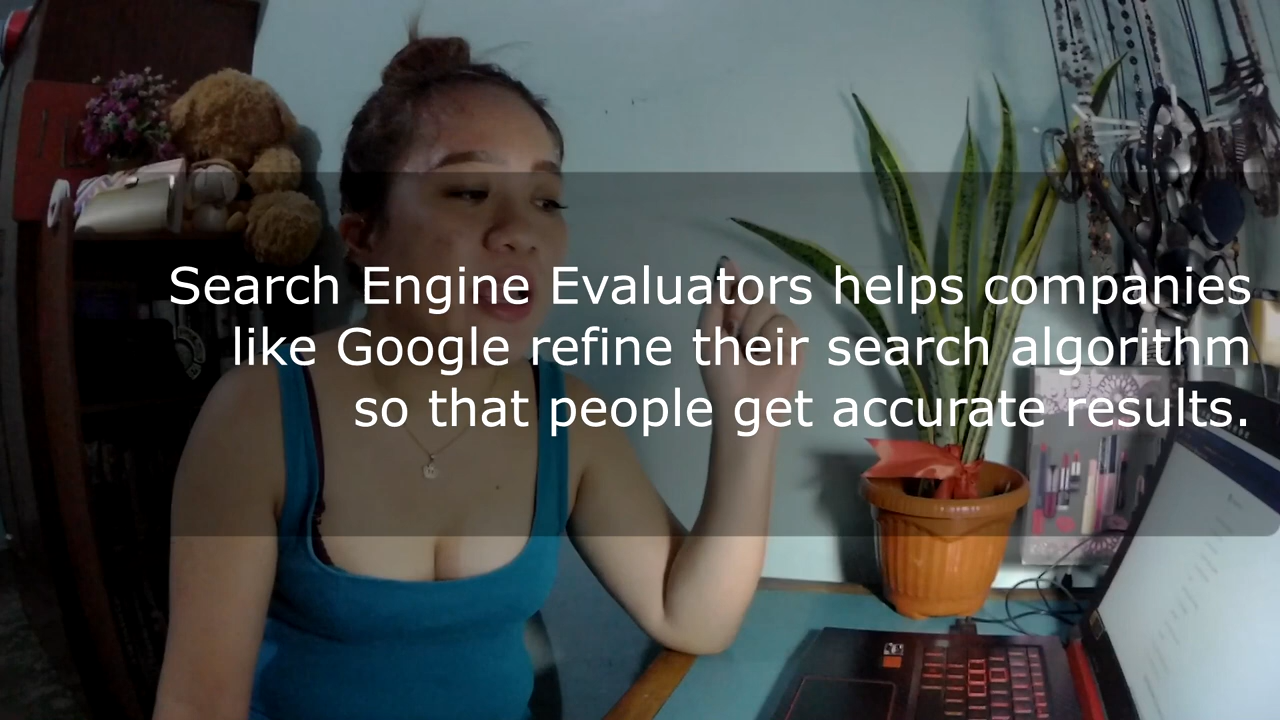 Search Engine Evaluators helps companies
like Google refine their search algorithm
so that people get accurate results.